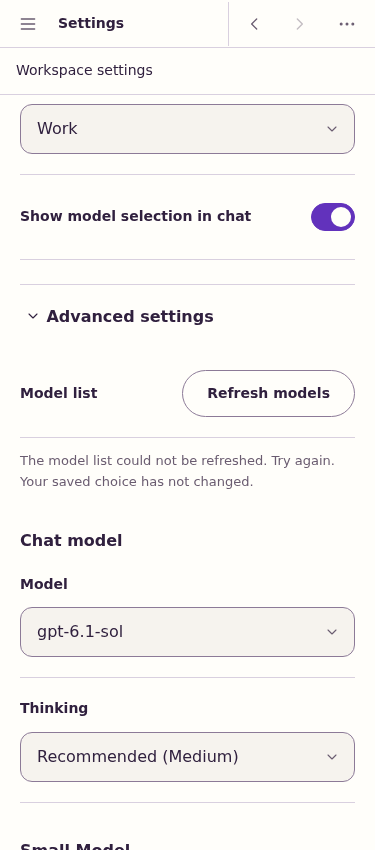 Settings
Workspace settings
Work
Show model selection in chat
Advanced settings
Model list
Refresh models
The model list could not be refreshed. Try again.
Your saved choice has not changed.
Chat model
Model
gpt-6.1-sol
Thinking
Recommended (Medium)
Small Model